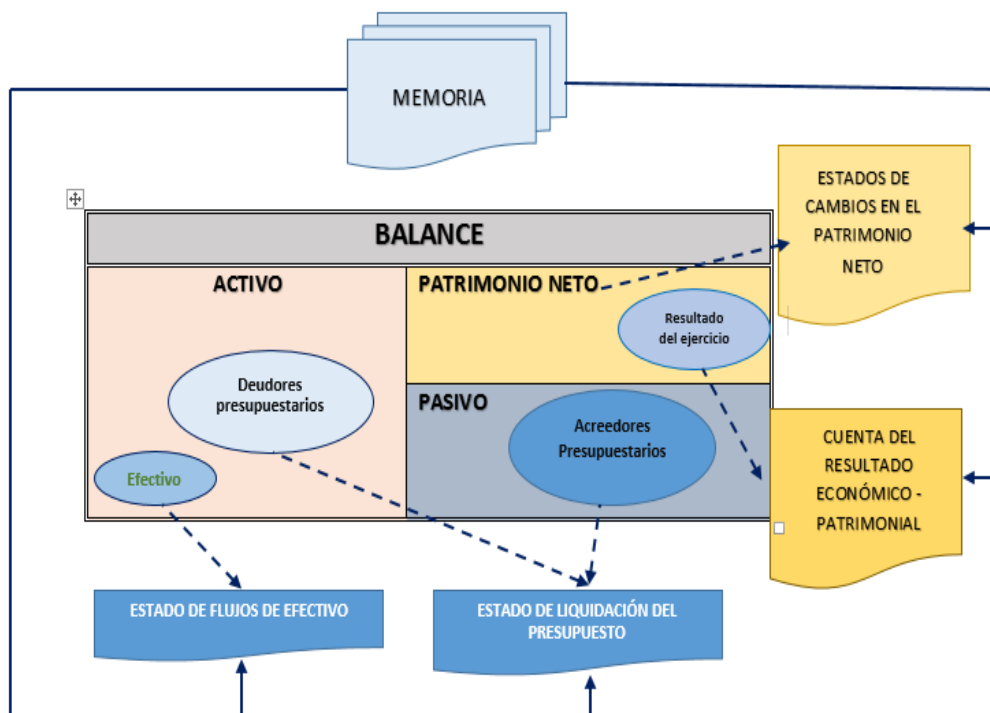 MEMORIA
ESTADOS DE
CAMBIOS EN EL
PATRIMONIO
NETO
BALANCE
ACTIVO
PATRIMONIO NETO
Resultado
del ejercicio
Deudores
presupuestarios
PASIVO
Acreedores
Presupuestarios
Efectivo
CUENTA DEL
RESULTADO
ECONÓMICO -
PATRIMONIAL
ESTADO DE FLUJOS DE EFECTIVO
ESTADO DE LIQUIDACIÓN DEL
PRESUPUESTO